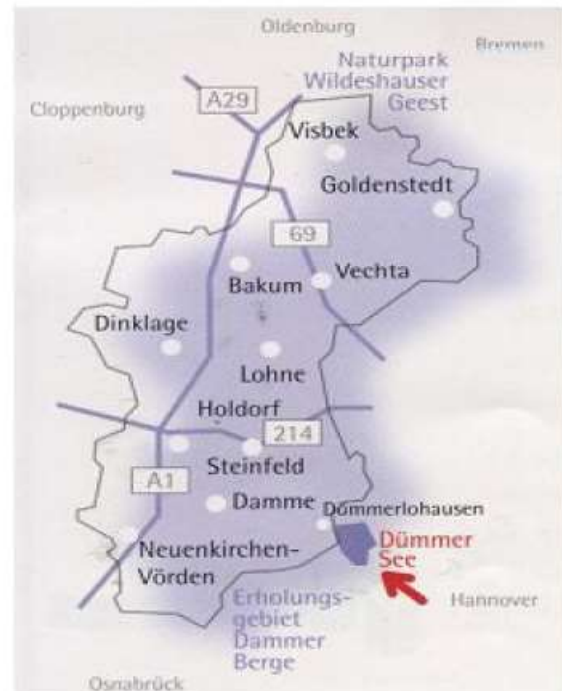 Oldenburg
Bremen
Naturpark
Wildeshauser
Geest
A29
Cloppenburg
Visbek
Goldenstedt
69
Bakum
Vechta
Dinklage
Lohne
Holdorf
214
Steinfeld
A1
Damme
Dümmerlohausen
Neuenkirchen-
Vörden
Dümmer
See
Erholungs-
gebiet
Dammer
Berge
Hannover
Osnabrück